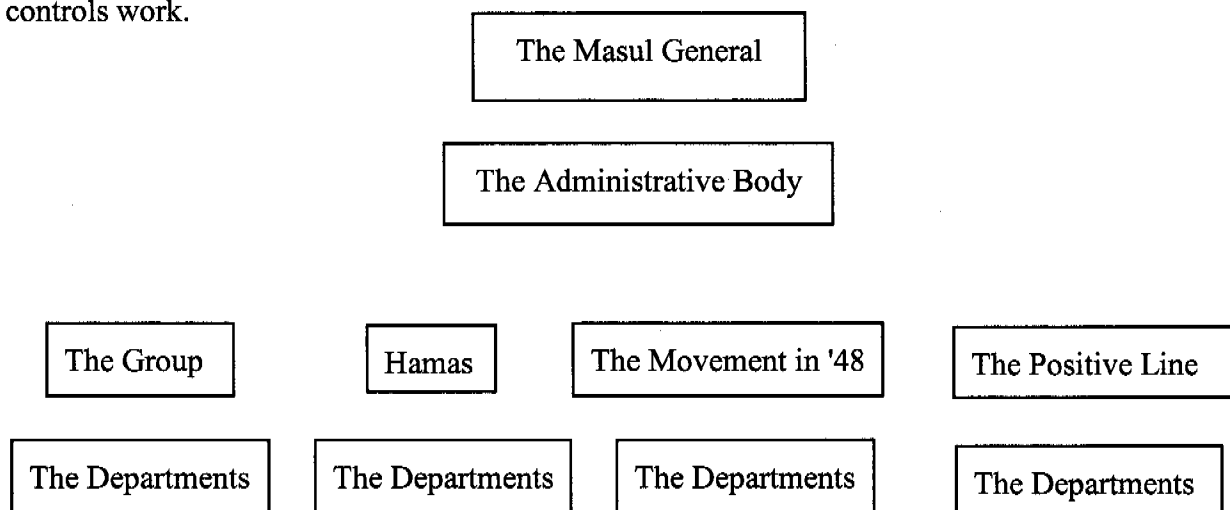 controls work.
The Masul General
The Administrative Body
The Group
Hamas
The Movement in '48
The Positive Line
The Departments
The Departments
The Departments
The Departments